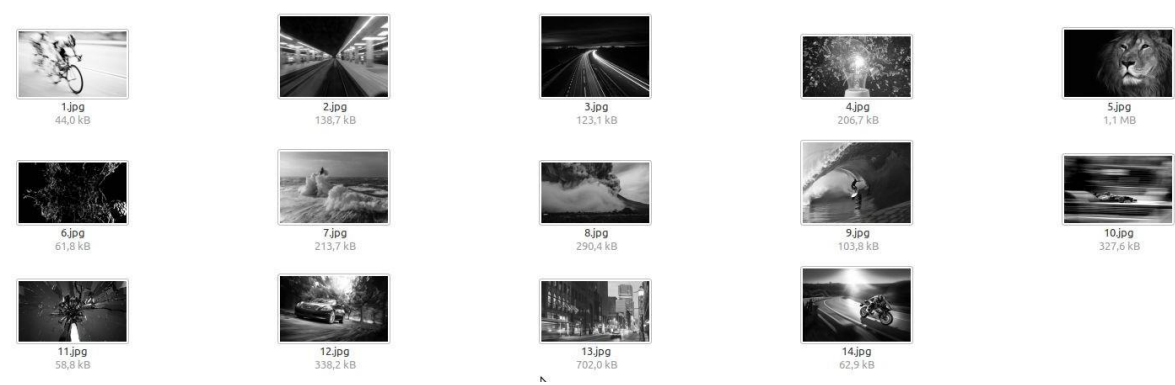 1.jpg
44,0 kB
2.jpg
138,7 kB
3.jpg
123,1 kB
4.jpg
206,7 kB
5.jpg
1,1 MB
6.jpg
61,8 kB
7.jpg
213,7 kB
8.jpg
290,4 kB
9.jpg
103,8 kB
10.jpg
327,6 kB
11.jpg
58,8 kB
12.jpg
338,2 kB
13.jpg
702,0 kB
14.jpg
62,9 kB